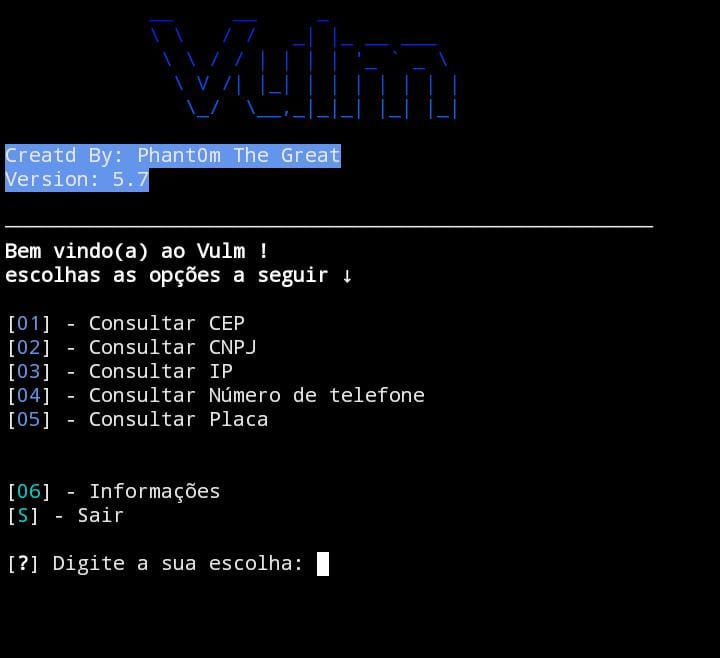 Vulm
Creatd By: Phant0m The Great
Version: 5.7
Bem vindo(a) ao Vulm !
escolhas as opções a seguir ↓
[01] - Consultar CEP
[02] - Consultar CNPJ
[03] - Consultar IP
[04] - Consultar Número de telefone
[05] - Consultar Placa
[06] - Informações
[S] - Sair
[?] Digite a sua escolha: